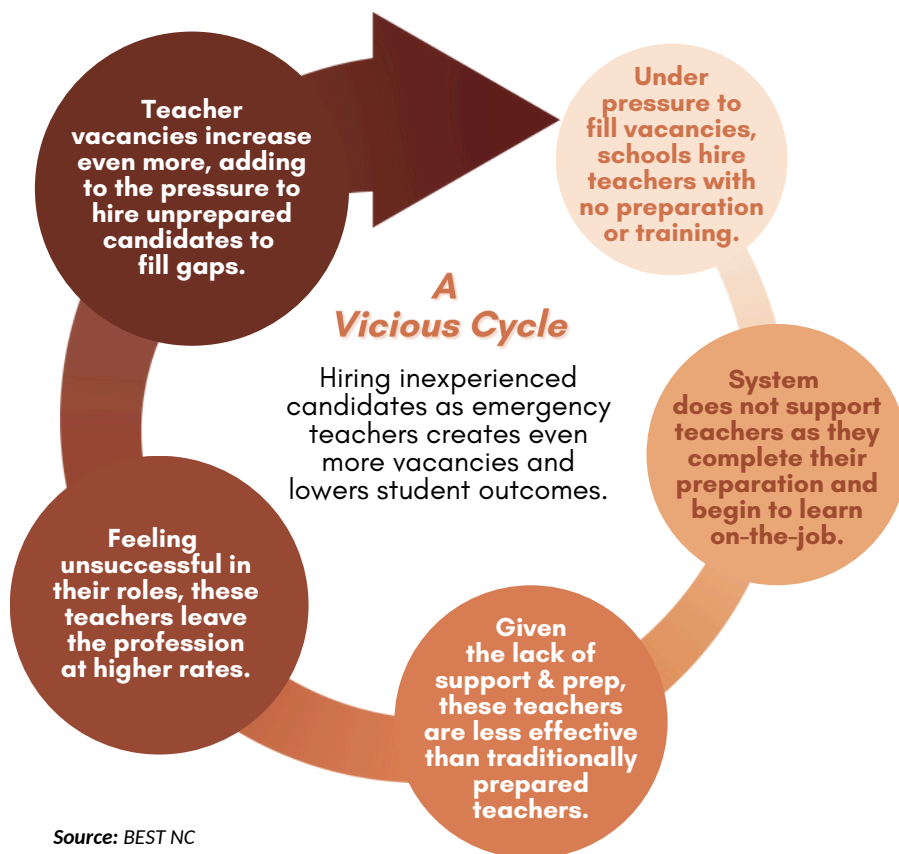 Under
pressure to
fill vacancies,
schools hire
teachers with
no preparation
or training.
System
does not support
teachers as they
complete their
preparation and
begin to learn
on-the-job.
Given
the lack of
support & prep,
these teachers
are less effective
than traditionally
prepared
teachers.
Feeling
unsuccessful in
their roles, these
teachers leave
the profession
at higher rates.
Teacher
vacancies increase
even more, adding
to the pressure to
hire unprepared
candidates to
fill gaps.
A
Vicious Cycle
Hiring inexperienced
candidates as emergency
teachers creates even
more vacancies and
lowers student outcomes.
Source: BEST NC